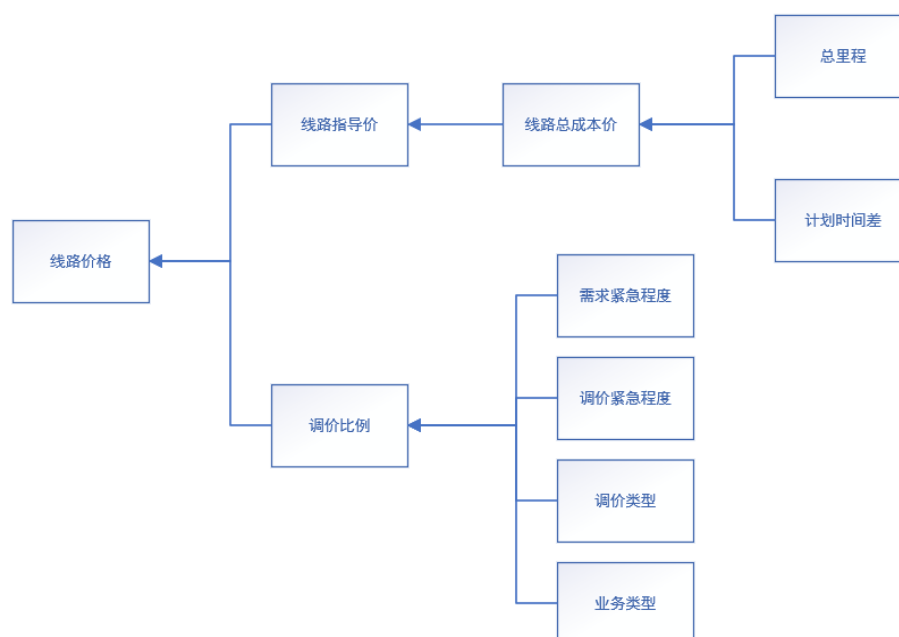 总里程
线路指导价
线路总成本价
计划时间差
线路价格
需求紧急程度
调价紧急程度
调价比例
调价类型
业务类型